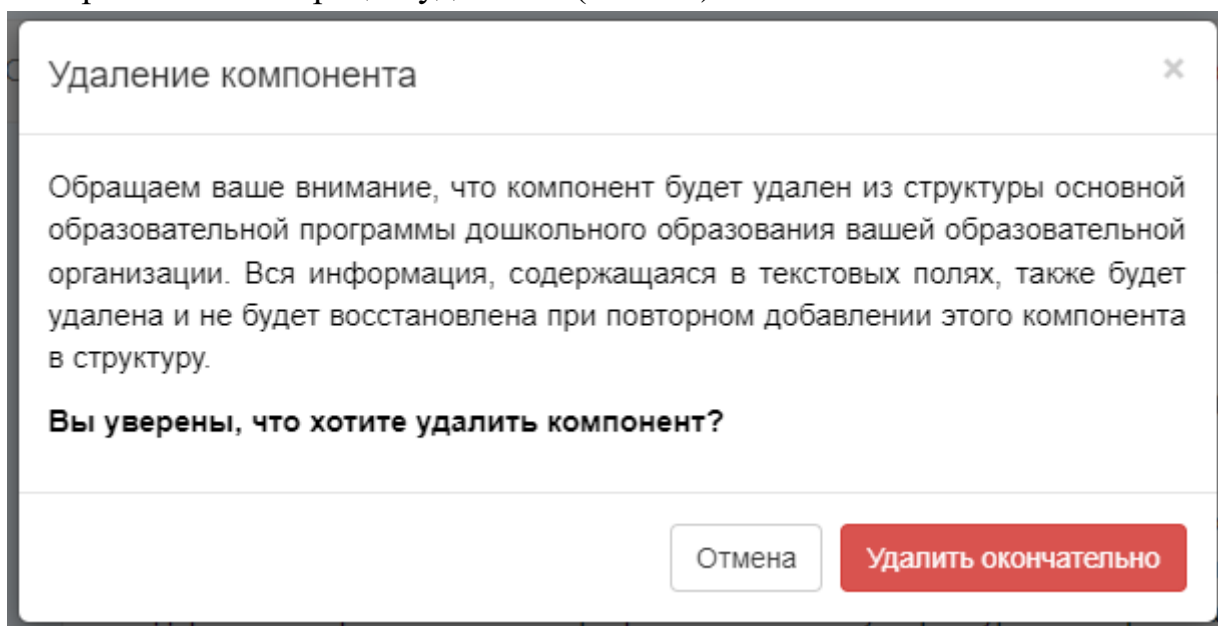 Удаление компонента
×
Обращаем ваше внимание, что компонент будет удален из структуры основной
образовательной программы дошкольного образования вашей образовательной
организации. Вся информация, содержащаяся в текстовых полях, также будет
удалена и не будет восстановлена при повторном добавлении этого компонента
в структуру.
Вы уверены, что хотите удалить компонент?
Отмена
Удалить окончательно